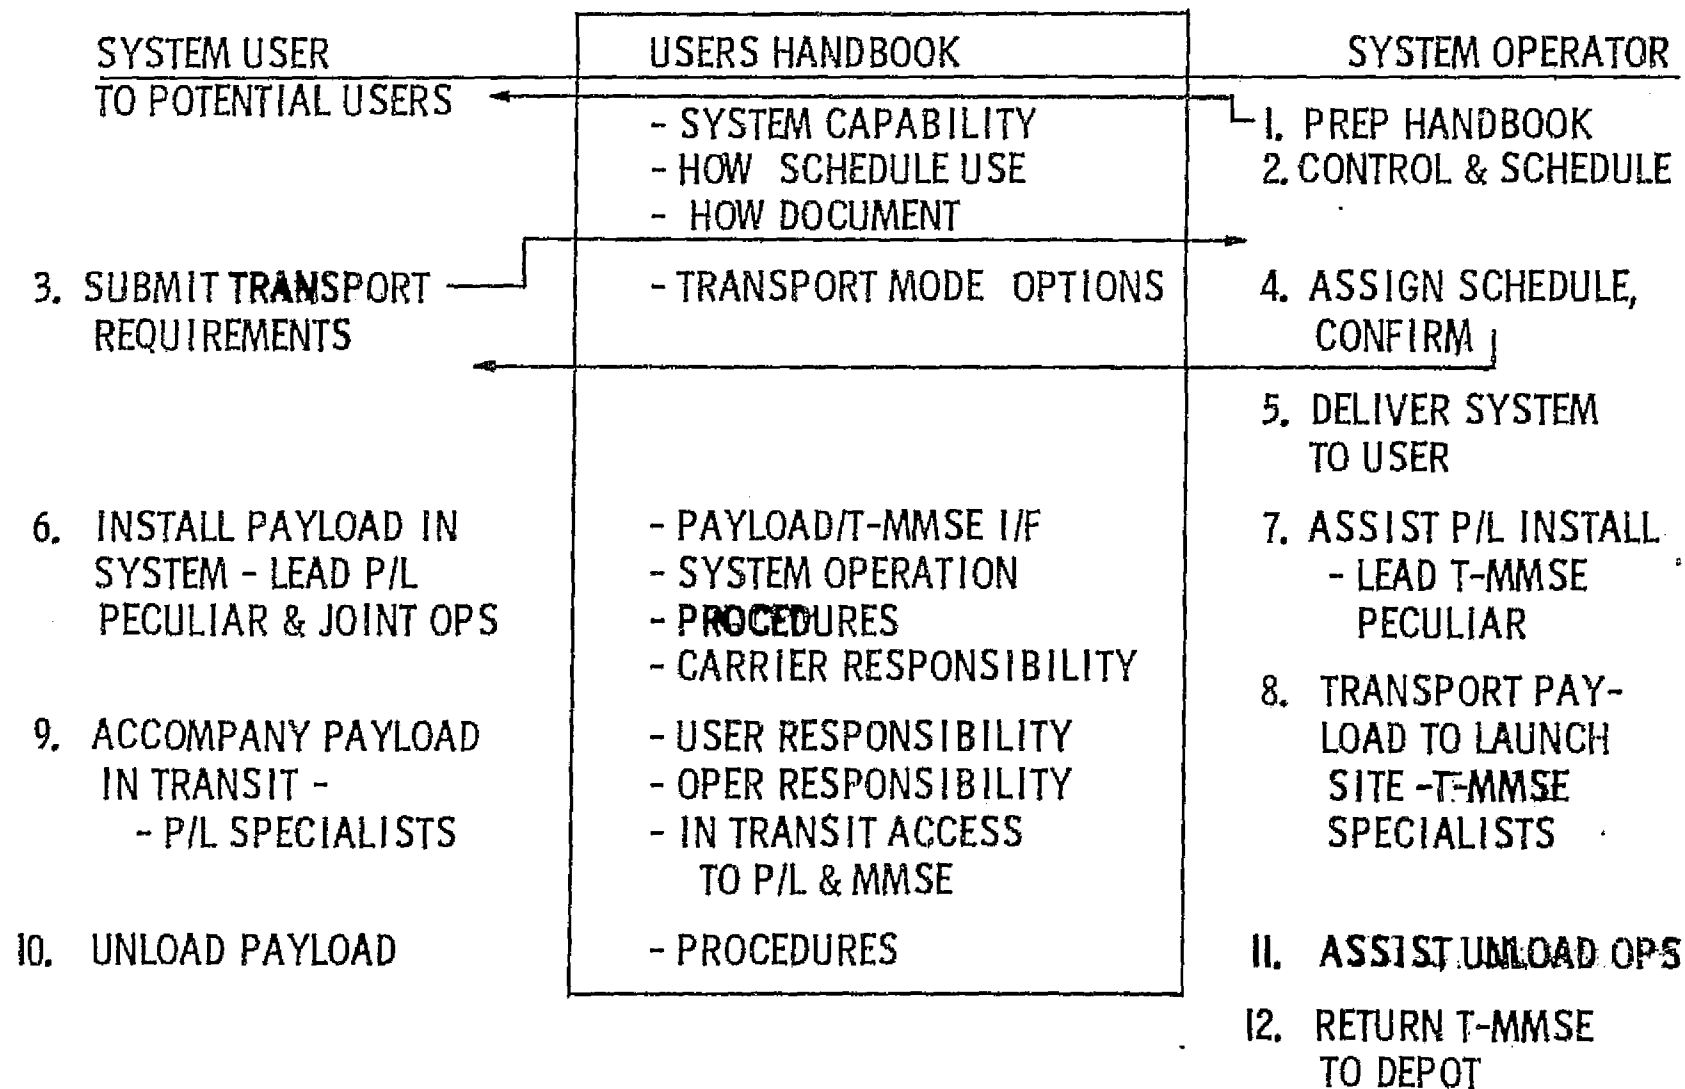 SYSTEM USER
TO POTENTIAL USERS
3. SUBMIT TRANSPORT
REQUIREMENTS
6. INSTALL PAYLOAD IN
SYSTEM - LEAD P/L
PECULIAR & JOINT OPS
9. ACCOMPANY PAYLOAD
IN TRANSIT -
- P/L SPECIALISTS
10. UNLOAD PAYLOAD
USERS HANDBOOK
- SYSTEM CAPABILITY
- HOW SCHEDULE USE
- HOW DOCUMENT
- TRANSPORT MODE OPTIONS
- PAYLOAD/T-MMSE I/F
- SYSTEM OPERATION
- PROCEDURES
- CARRIER RESPONSIBILITY
- USER RESPONSIBILITY
- OPER RESPONSIBILITY
- IN TRANSIT ACCESS
TO P/L & MMSE
- PROCEDURES
SYSTEM OPERATOR
1. PREP HANDBOOK
2. CONTROL & SCHEDULE
4. ASSIGN SCHEDULE,
CONFIRM
5. DELIVER SYSTEM
TO USER
7. ASSIST P/L INSTALL
- LEAD T-MMSE
PECULIAR
8. TRANSPORT PAY-
LOAD TO LAUNCH
SITE -T-MMSE
SPECIALISTS
11. ASSIST UNLOAD OPS
12. RETURN T-MMSE
TO DEPOT